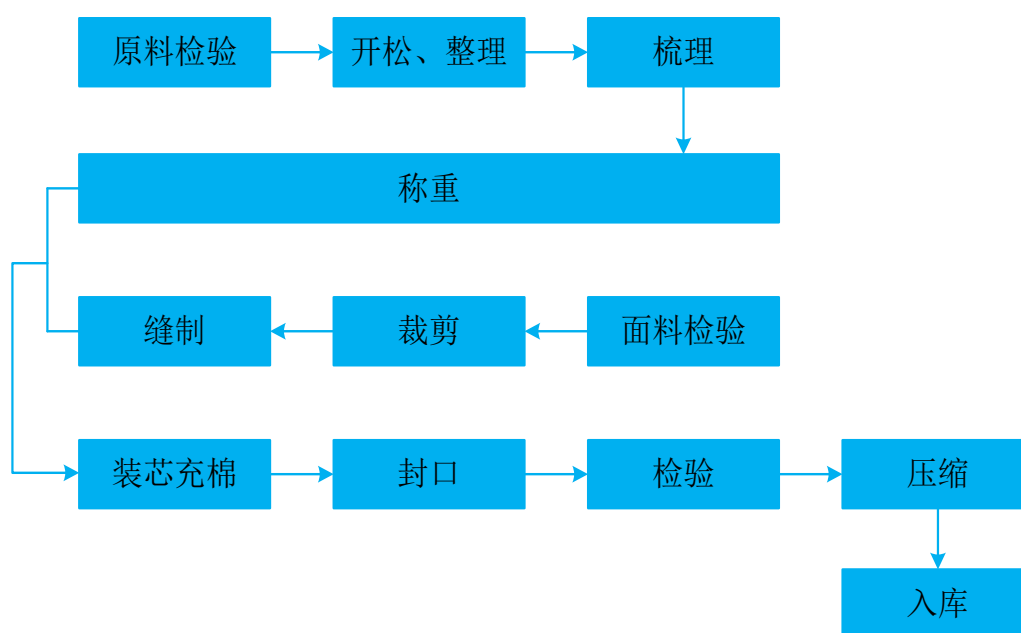 原料检验
开松、整理
梳理
称重
缝制
裁剪
面料检验
装芯充棉
封口
检验
压缩
入库